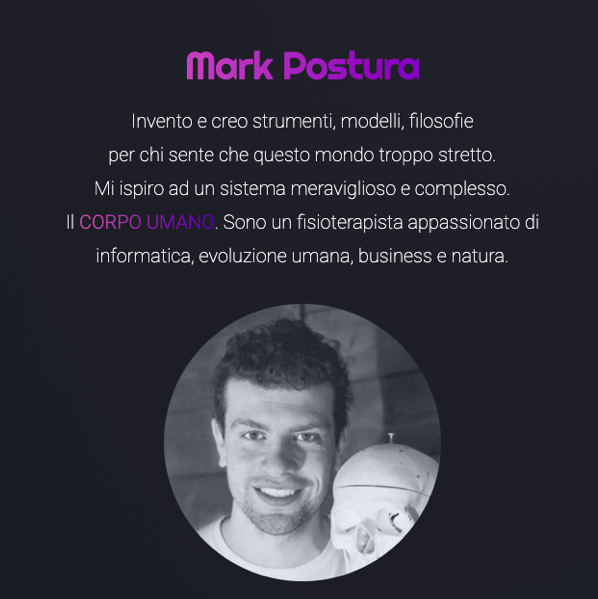 Mark Postura
Invento e creo strumenti, modelli, filosofie
per chi sente che questo mondo troppo stretto.
Mi ispiro ad un sistema meraviglioso e complesso.
Il CORPO UMANO. Sono un fisioterapista appassionato di
informatica, evoluzione umana, business e natura.